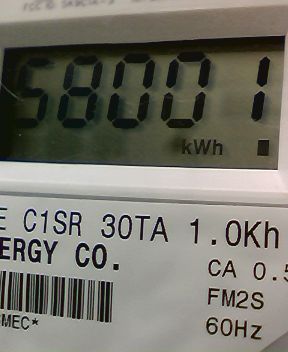 58001
kWh
E C1SR 30TA 1.0Kh
ERGY CO.
CA 0.5
FM2S
60Hz
MEC*